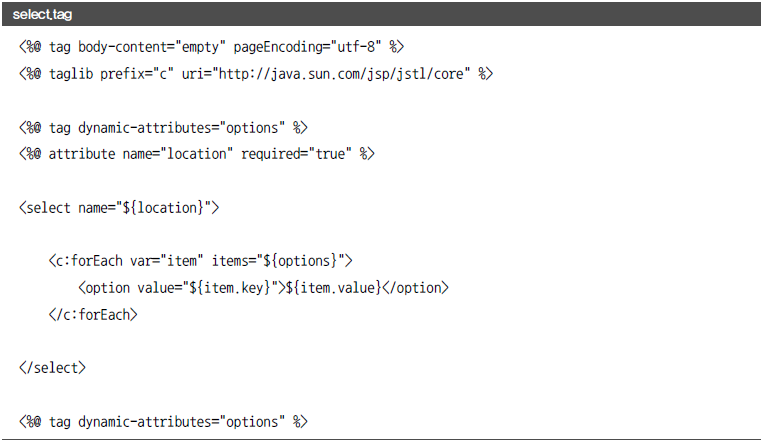 select.tag
<%@ tag body-content="empty" pageEncoding="utf-8" %>
<%@ taglib prefix="c" uri="http://java.sun.com/jsp/jstl/core" %>
<%@ tag dynamic-attributes="options" %>
<%@ attribute name="location" required="true" %>
<select name="${location}">
<c:forEach var="item" items="${options}">
<option value="${item.key}">${item.value}</option>
</c:forEach>
</select>
<%@ tag dynamic-attributes="options" %>